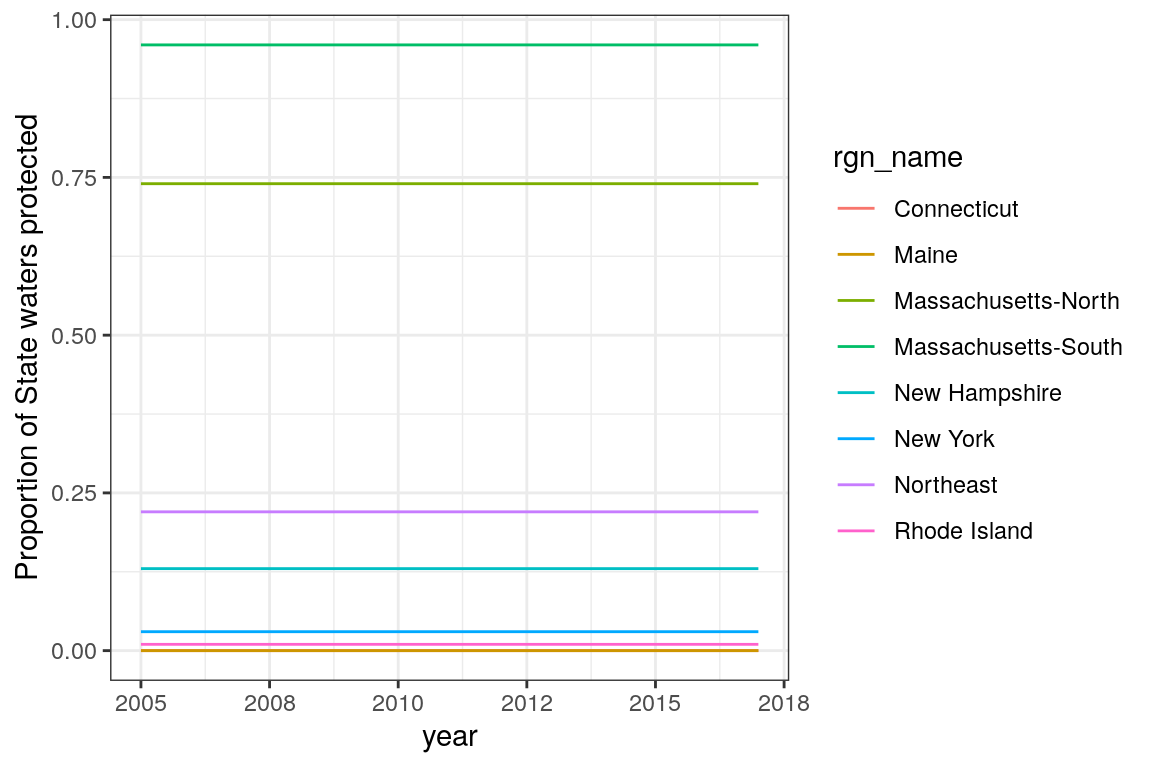 1.00
0.75
0.50
0.25
0.00
Proportion of State waters protected
2005 2008 2010 2012 2015 2018
year
rgn_name
Connecticut
Maine
Massachusetts-North
Massachusetts-South
New Hampshire
New York
Northeast
Rhode Island